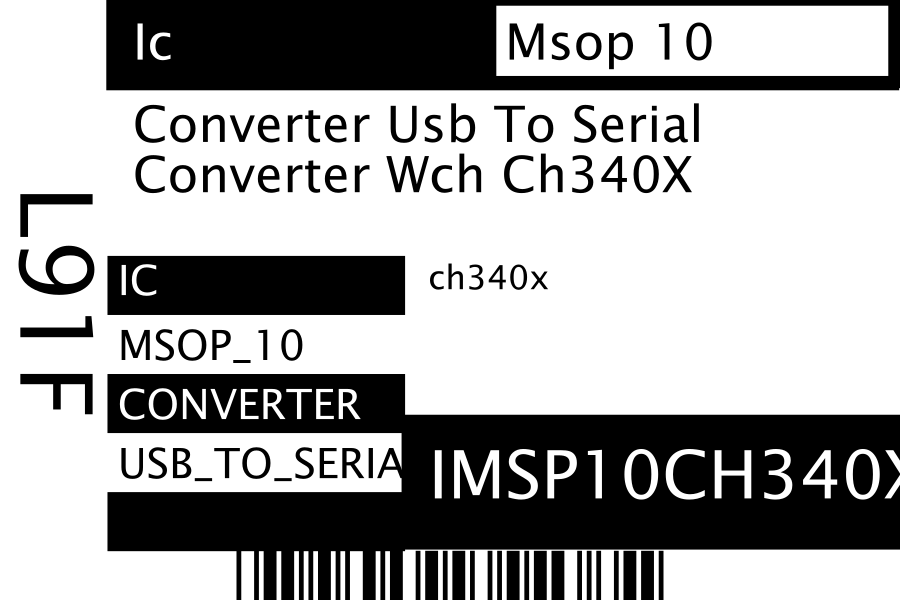 Ic
Msop 10
Converter Usb To Serial
Converter Wch Ch340X
L91F
IC
ch340x
MSOP_10
CONVERTER
USB_TO_SERIA
IMSP10CH340X